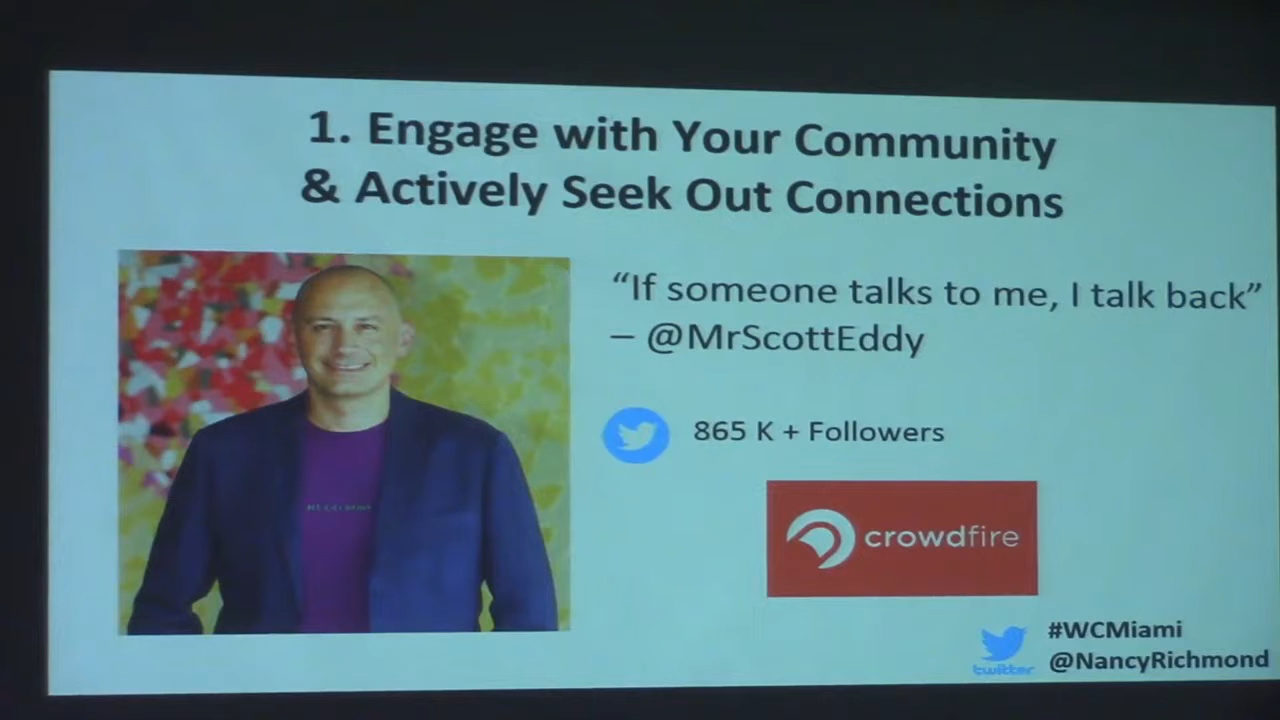 1. Engage with Your Community
& Actively Seek Out Connections
“If someone talks to me, I talk back”
– @MrScottEddy
865 K + Followers
crowdfire
#WCMiami
twitter
@NancyRichmond